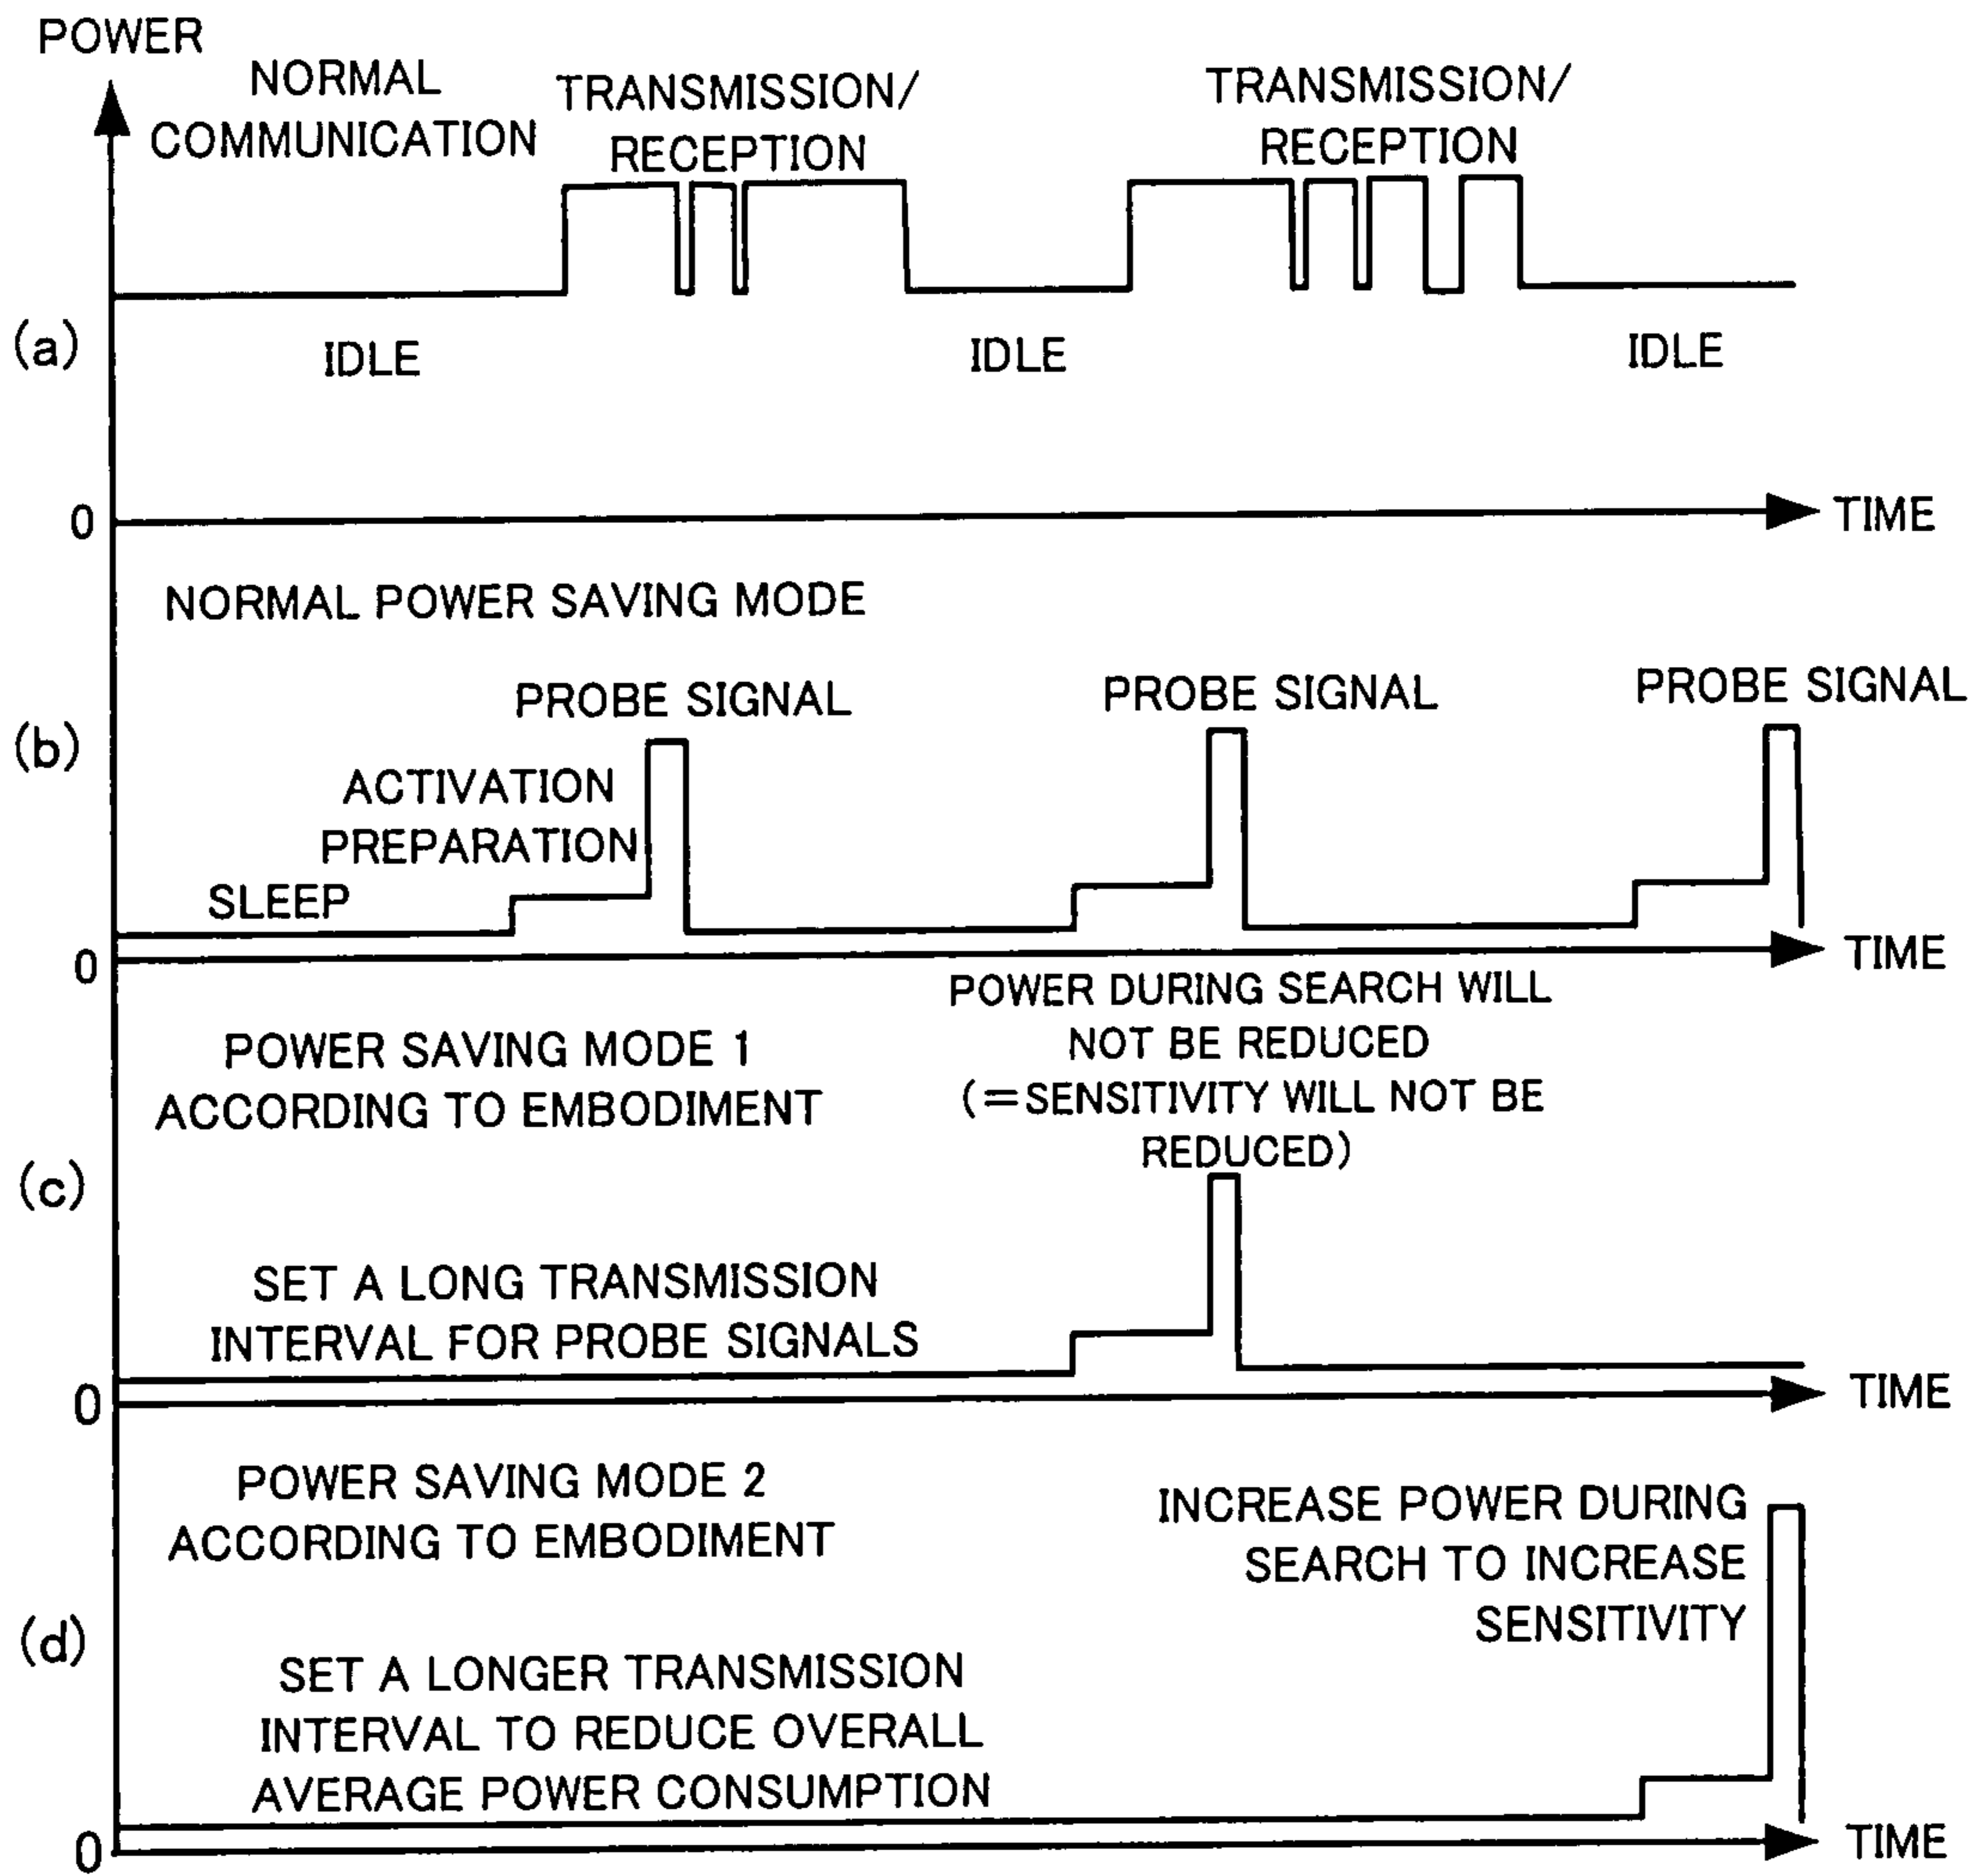 POWER
NORMAL
COMMUNICATION
TRANSMISSION/
RECEPTION
TRANSMISSION/
RECEPTION
(a)
IDLE
IDLE
IDLE
0
TIME
NORMAL POWER SAVING MODE
(b)
PROBE SIGNAL
PROBE SIGNAL
PROBE SIGNAL
ACTIVATION
PREPARATION
SLEEP
0
TIME
POWER SAVING MODE 1
ACCORDING TO EMBODIMENT
POWER DURING SEARCH WILL
NOT BE REDUCED
(=SENSITIVITY WILL NOT BE
REDUCED)
(c)
SET A LONG TRANSMISSION
INTERVAL FOR PROBE SIGNALS
0
TIME
POWER SAVING MODE 2
ACCORDING TO EMBODIMENT
INCREASE POWER DURING
SEARCH TO INCREASE
SENSITIVITY
(d)
SET A LONGER TRANSMISSION
INTERVAL TO REDUCE OVERALL
AVERAGE POWER CONSUMPTION
0
TIME